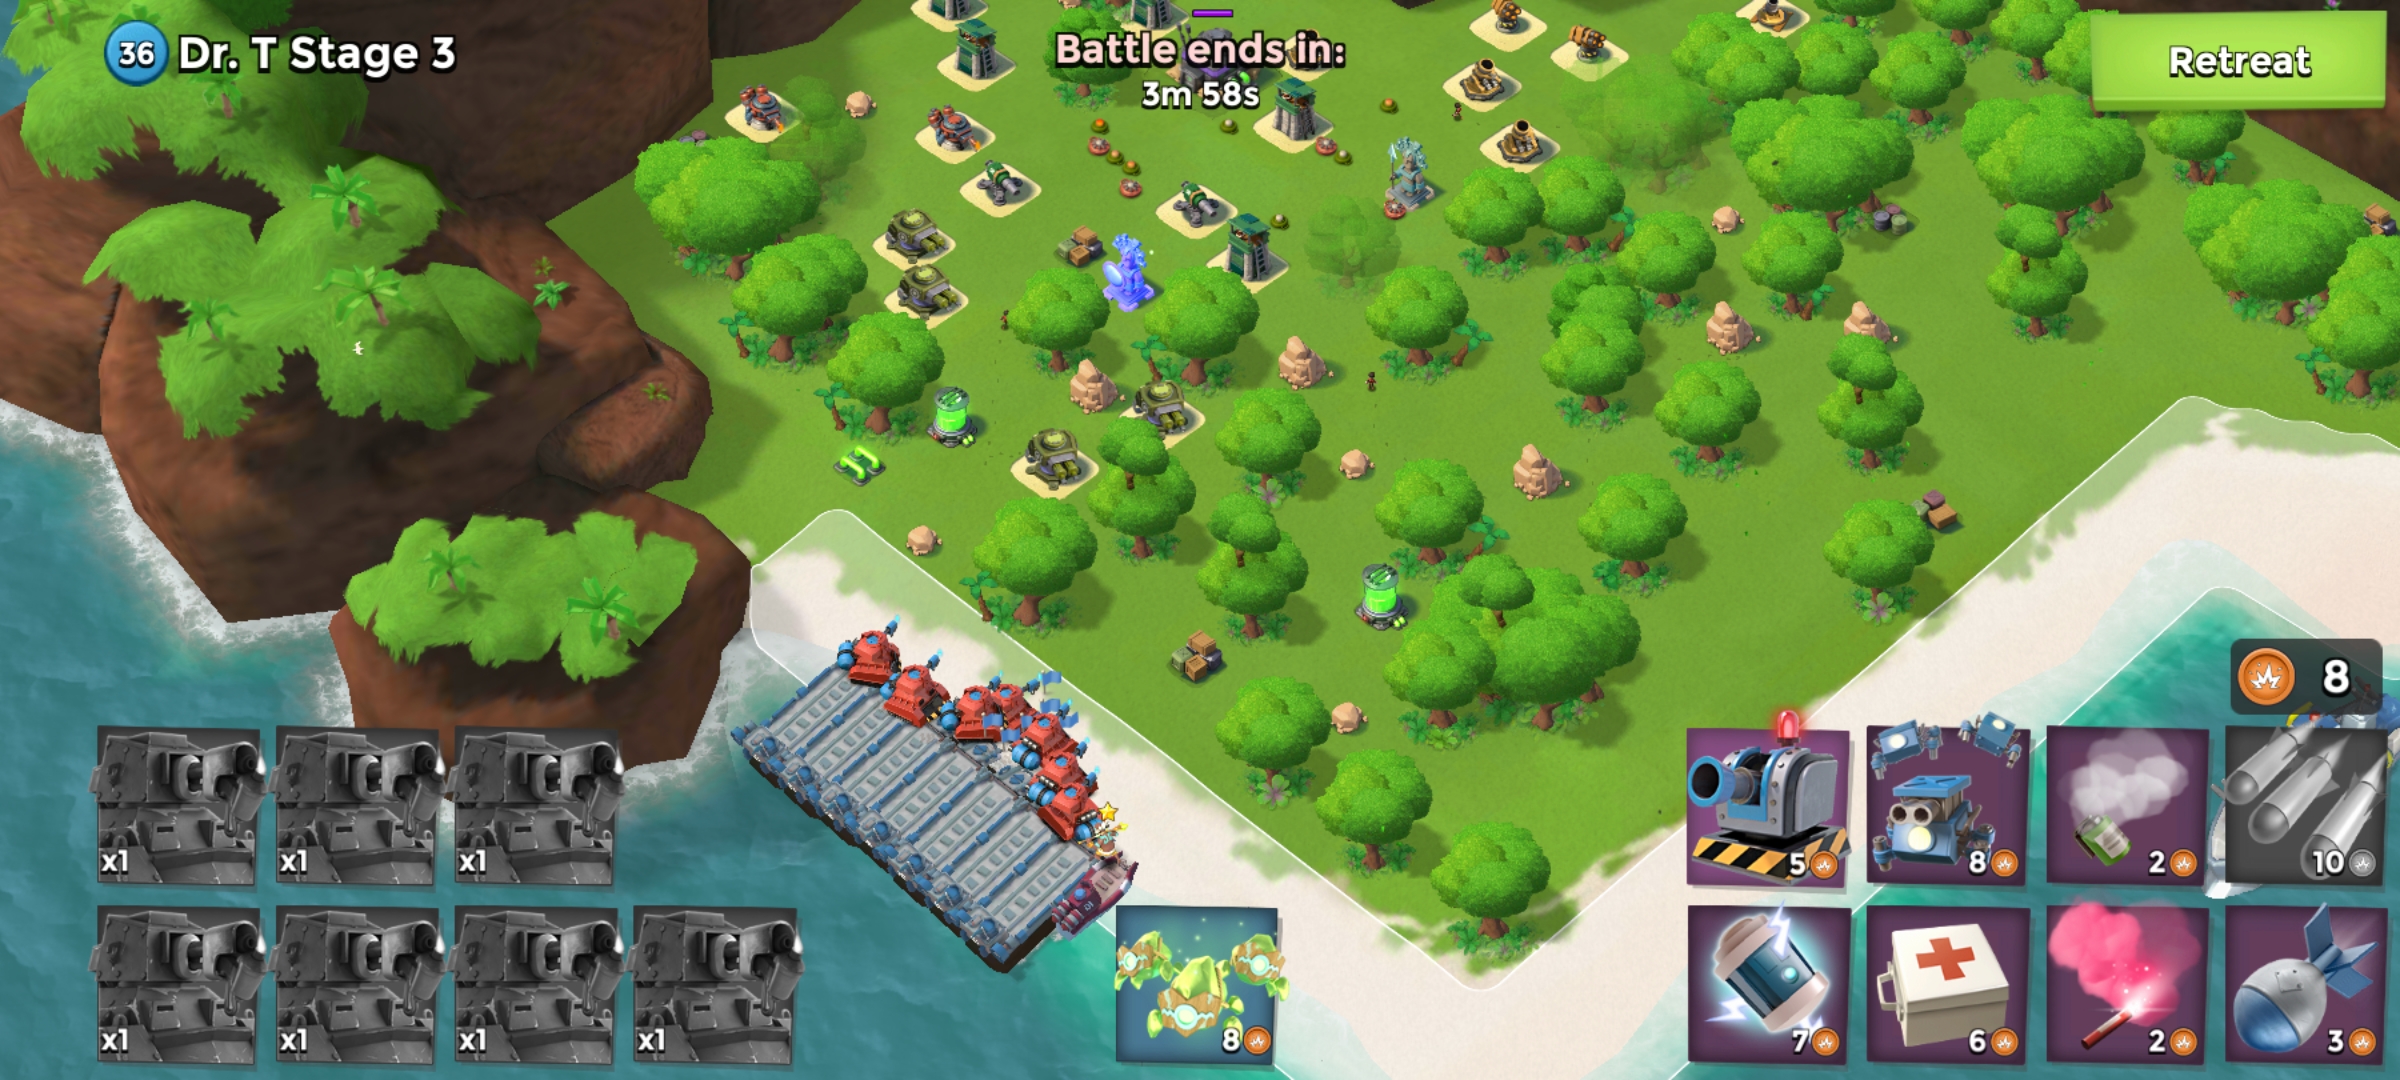 36 Dr. T Stage 3
Battle ends in:
3m 58s
Retreat
8
x1 x1 x1
5 8 2 10
x1 x1 x1 x1
8
7 6 2 3